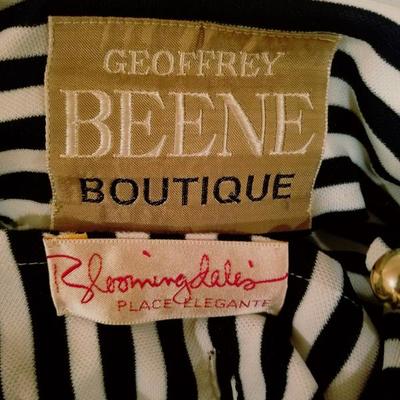 GEOFFREY
BEENE
BOUTIQUE
Bloomingdale's
PLACE ELEGANTE